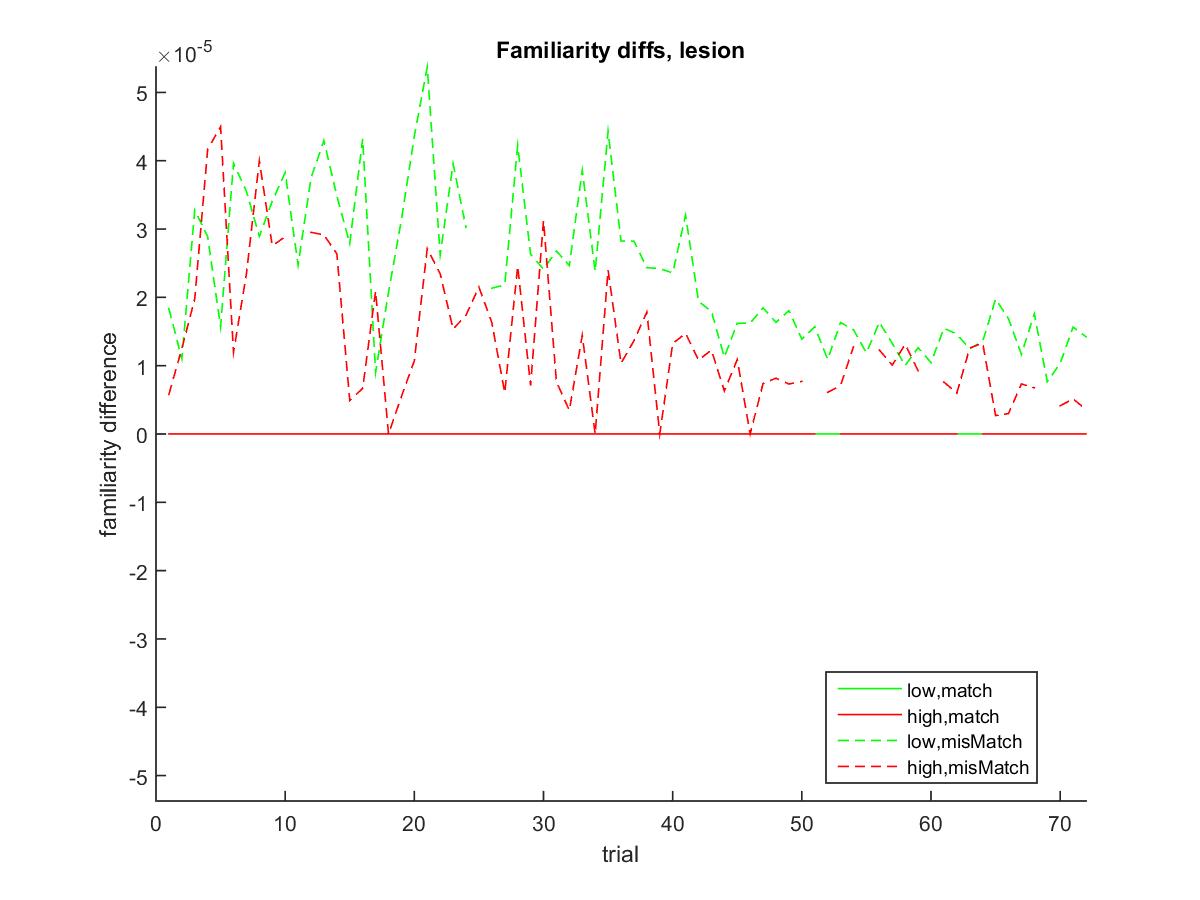 Familiarity diffs, lesion
×10-5
5
4
3
2
1
0
-1
-2
-3
-4
-5
familiarity difference
0 10 20 30 40 50 60 70
trial
low,match
high,match
low,misMatch
high,misMatch